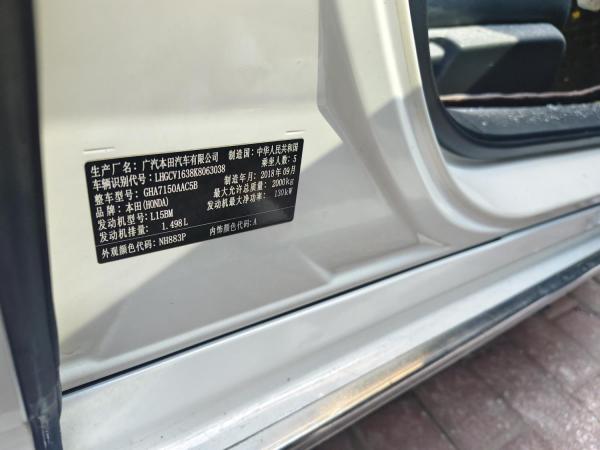 生产厂名：广汽本田汽车有限公司 制造国：中华人民共和国
车辆识别代号：LHGCV1638K8063038 乘坐人数：5
整车型号：GHA7150AAC5B 制造年月：2018年09月
品牌：本田(HONDA) 最大允许总质量：2000kg
发动机型号：L15BM 发动机最大净功率：130kW
发动机排量：1.498L
外观颜色代码：NH883P 内饰颜色代码：A